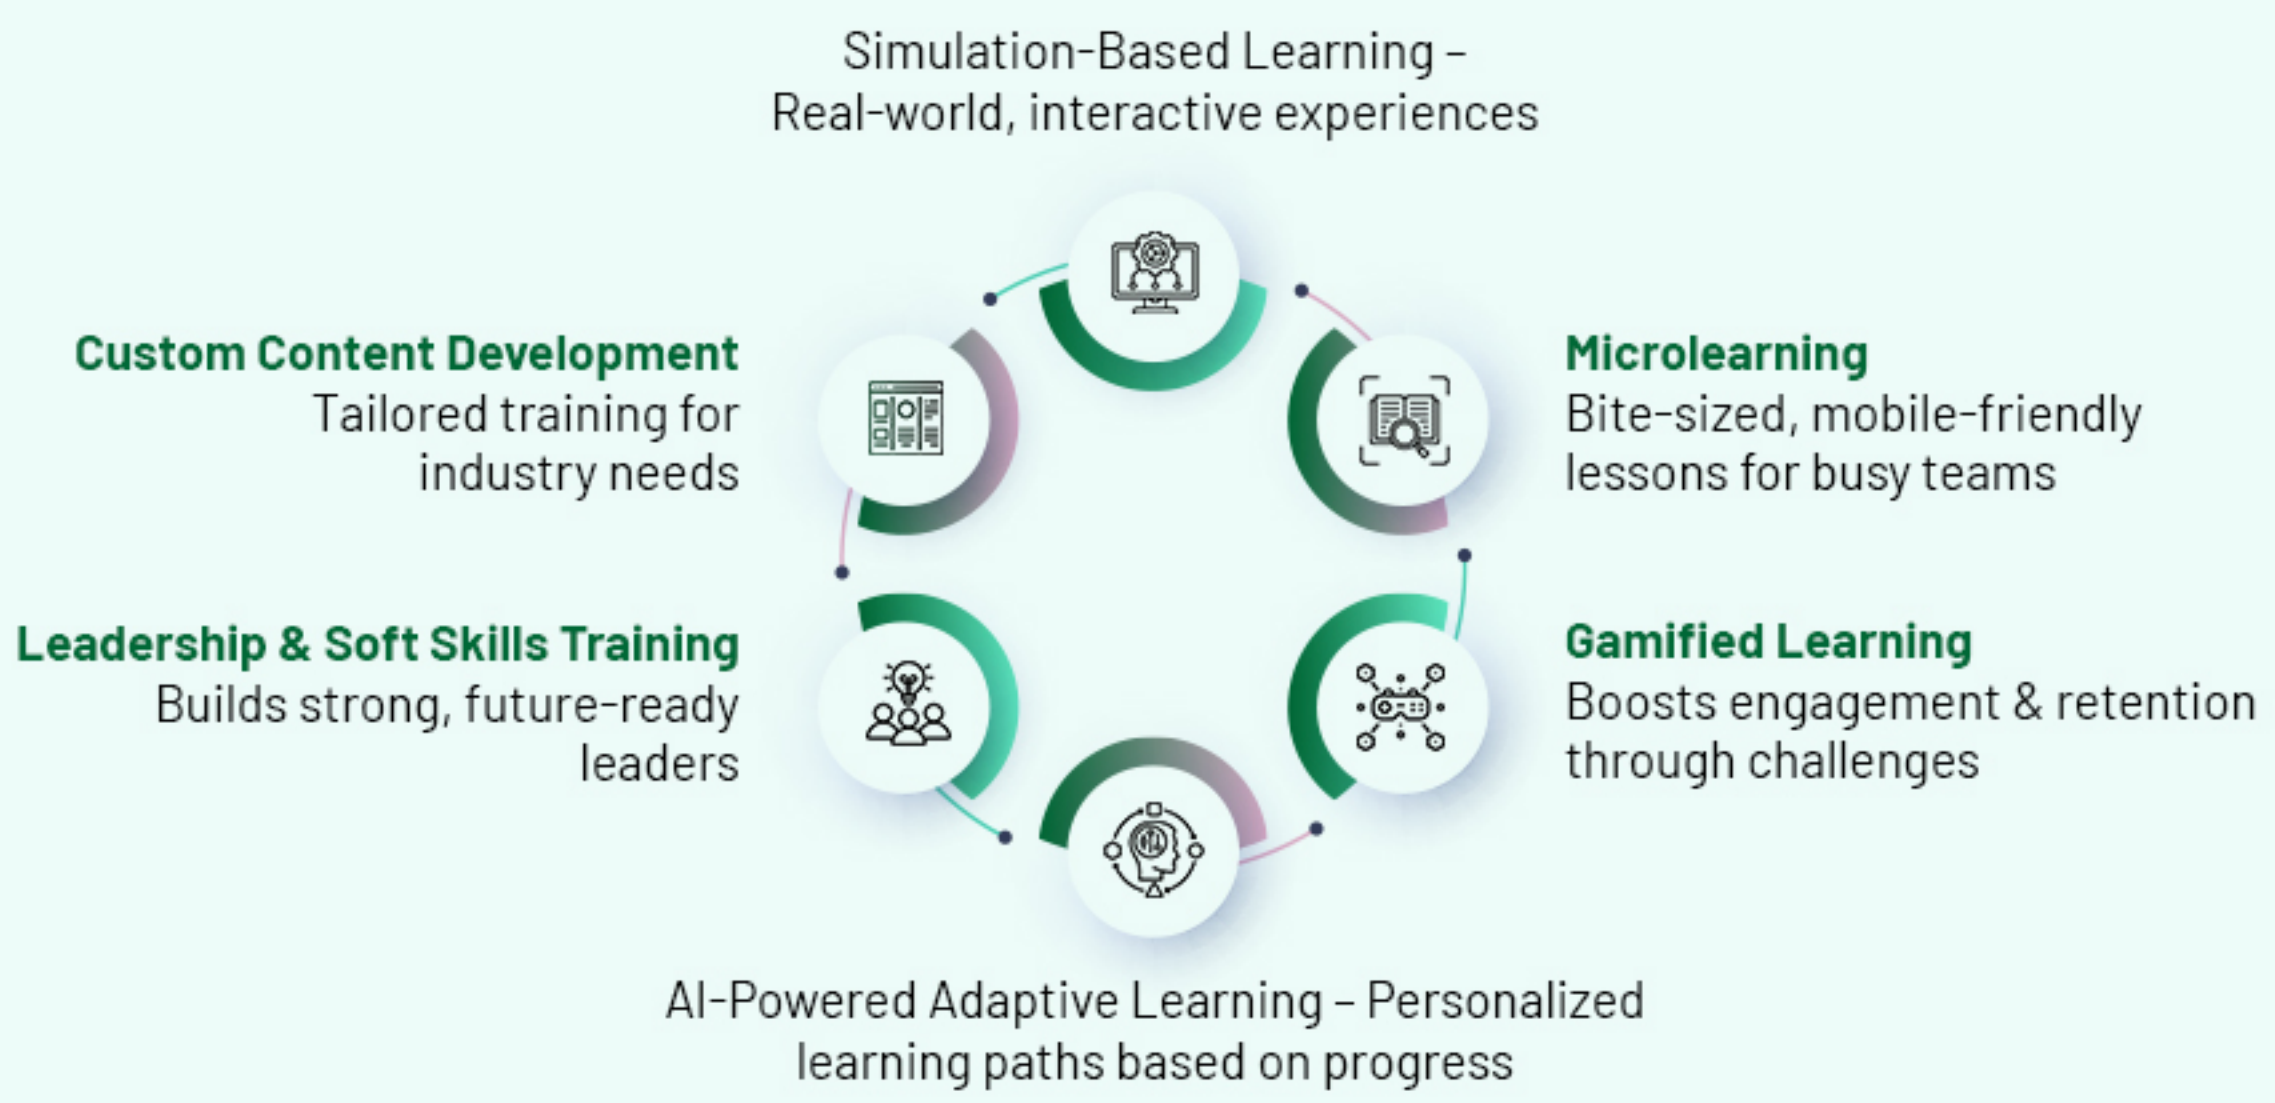 Simulation-Based Learning –
Real-world, interactive experiences
Custom Content Development
Tailored training for
industry needs
Microlearning
Bite-sized, mobile-friendly
lessons for busy teams
Leadership & Soft Skills Training
Builds strong, future-ready
leaders
Gamified Learning
Boosts engagement & retention
through challenges
AI-Powered Adaptive Learning – Personalized
learning paths based on progress